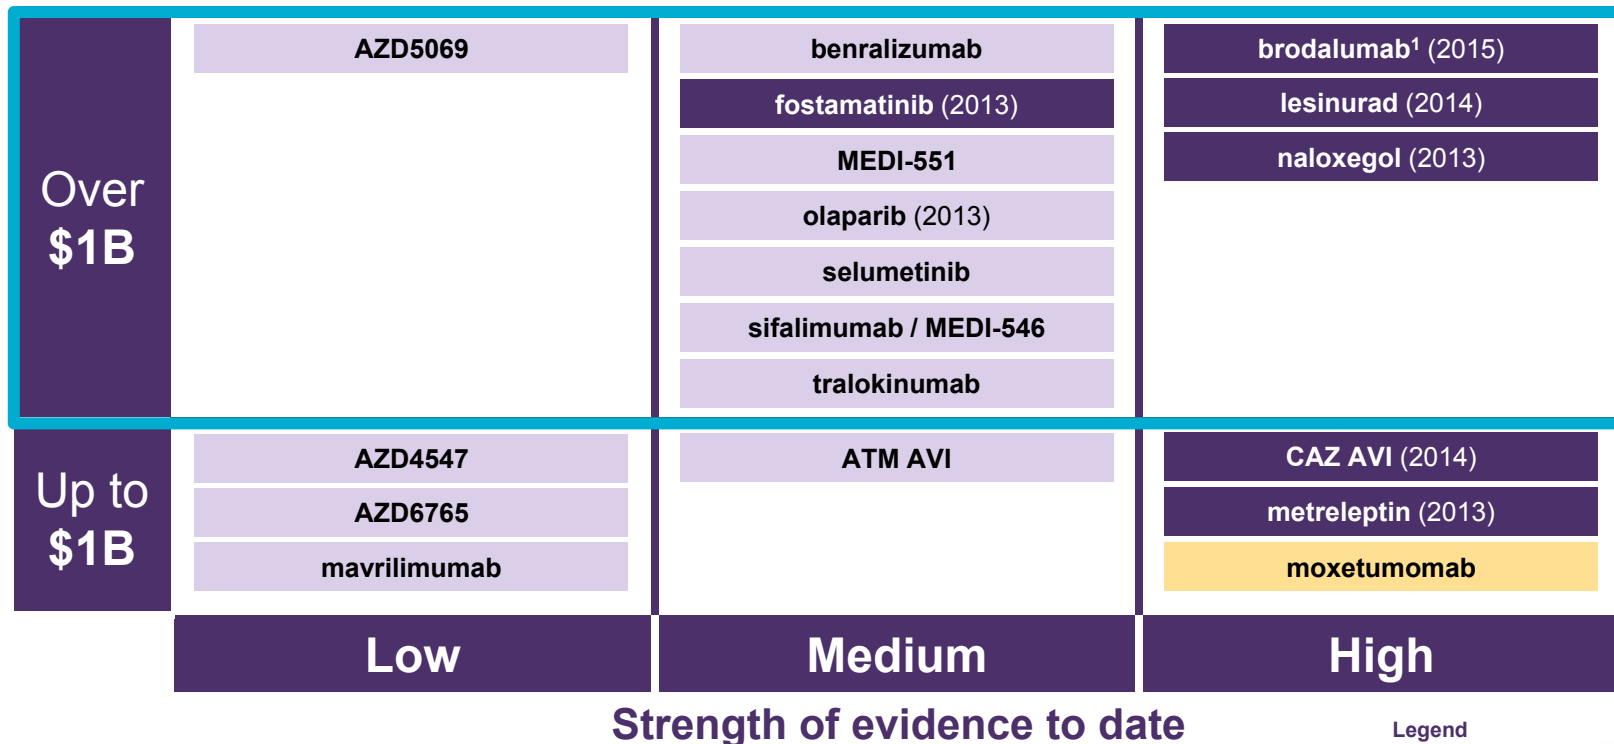 Over
$1B
AZD5069
benralizumab
fostamatinib (2013)
MEDI-551
olaparib (2013)
selumetinib
sifalimumab / MEDI-546
tralokinumab
brodalumab¹ (2015)
lesinurad (2014)
naloxegol (2013)
Up to
$1B
AZD4547
AZD6765
mavrilimumab
ATM AVI
CAZ AVI (2014)
metreleptin (2013)
moxetumomab
Low
Medium
High
Strength of evidence to date
Legend